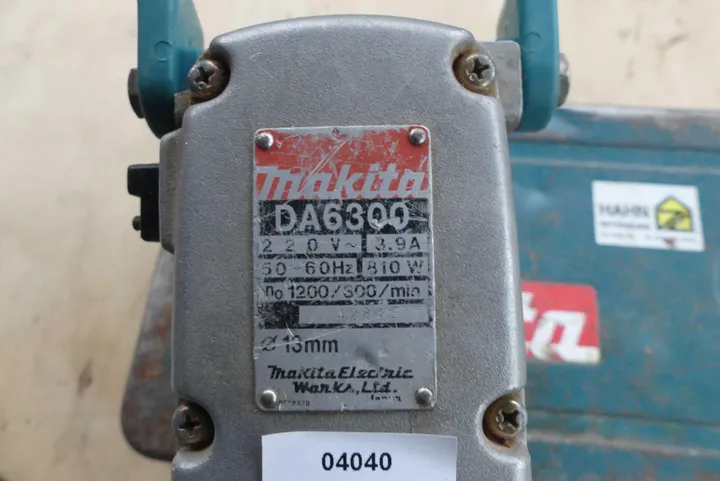 makita
DA6300
220V~ 3.9A
50-60Hz 810W
no 1200/300/min
Ø 13mm
Makita Electric
Works, Ltd.
Japan
04040
HAHN